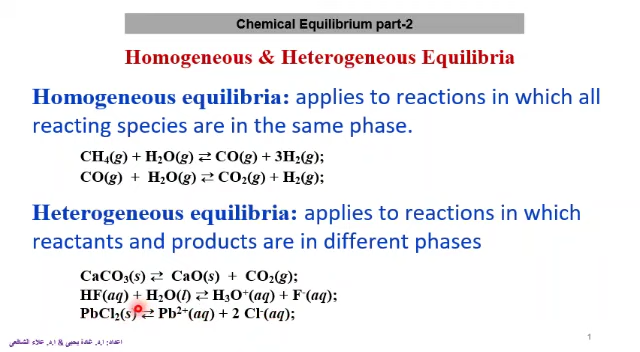 Chemical Equilibrium part-2
Homogeneous & Heterogeneous Equilibria
Homogeneous equilibria: applies to reactions in which all
reacting species are in the same phase.
CH₄(g) + H₂O(g) ⇄ CO(g) + 3H₂(g);
CO(g) + H₂O(g) ⇄ CO₂(g) + H₂(g);
Heterogeneous equilibria: applies to reactions in which
reactants and products are in different phases
CaCO₃(s) ⇄ CaO(s) + CO₂(g);
HF(aq) + H₂O(l) ⇄ H₃O⁺(aq) + F⁻(aq);
PbCl₂(s) ⇄ Pb²⁺(aq) + 2 Cl⁻(aq);
1
اعداد: ا.د. غادة يحيى & ا.د. علاء الشافعي